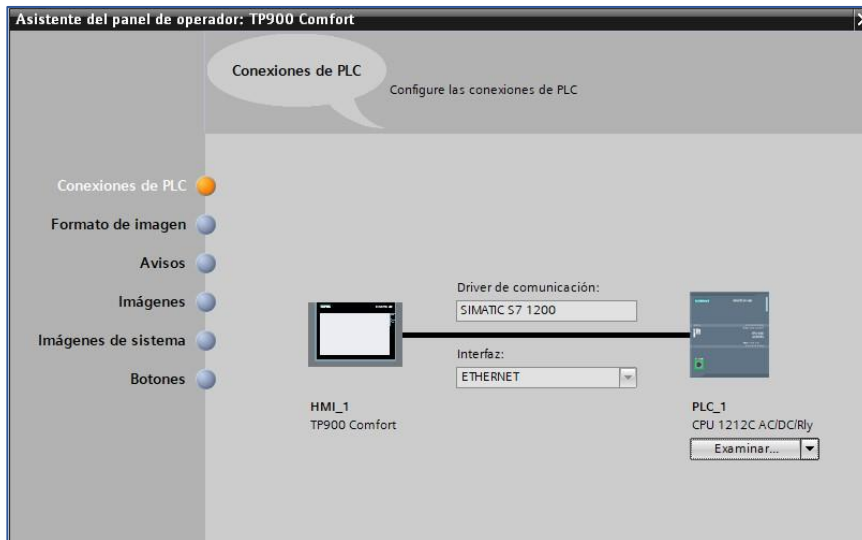 Asistente del panel de operador: TP900 Comfort
Conexiones de PLC
Configure las conexiones de PLC
Conexiones de PLC
Formato de imagen
Avisos
Imágenes
Imágenes de sistema
Botones
Driver de comunicación:
SIMATIC S7 1200
Interfaz:
ETHERNET
HMI_1
TP900 Comfort
PLC_1
CPU 1212C AC/DC/Rly
Examinar...